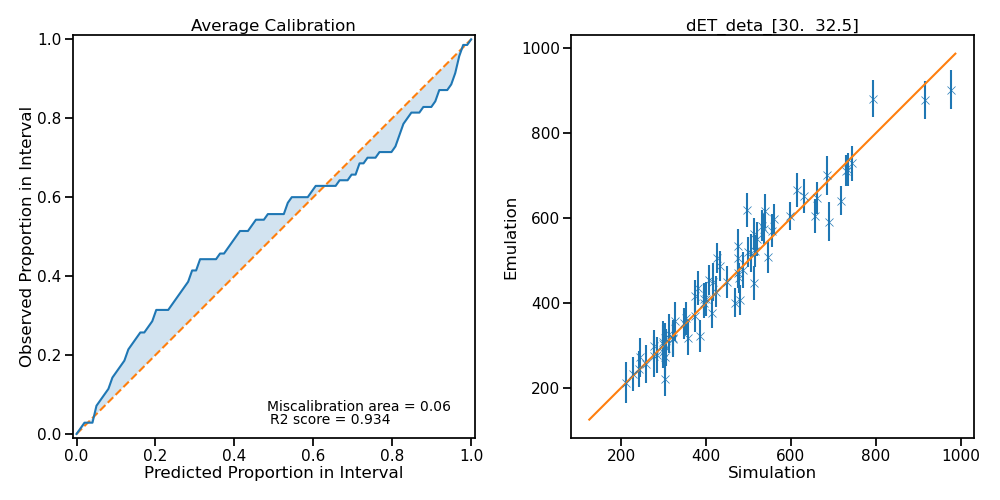 Average Calibration
1.0
0.8
0.6
0.4
0.2
0.0
Observed Proportion in Interval
Miscalibration area = 0.06
R2 score = 0.934
0.0 0.2 0.4 0.6 0.8 1.0
Predicted Proportion in Interval
dET deta [30. 32.5]
1000
800
600
400
200
Emulation
200 400 600 800 1000
Simulation